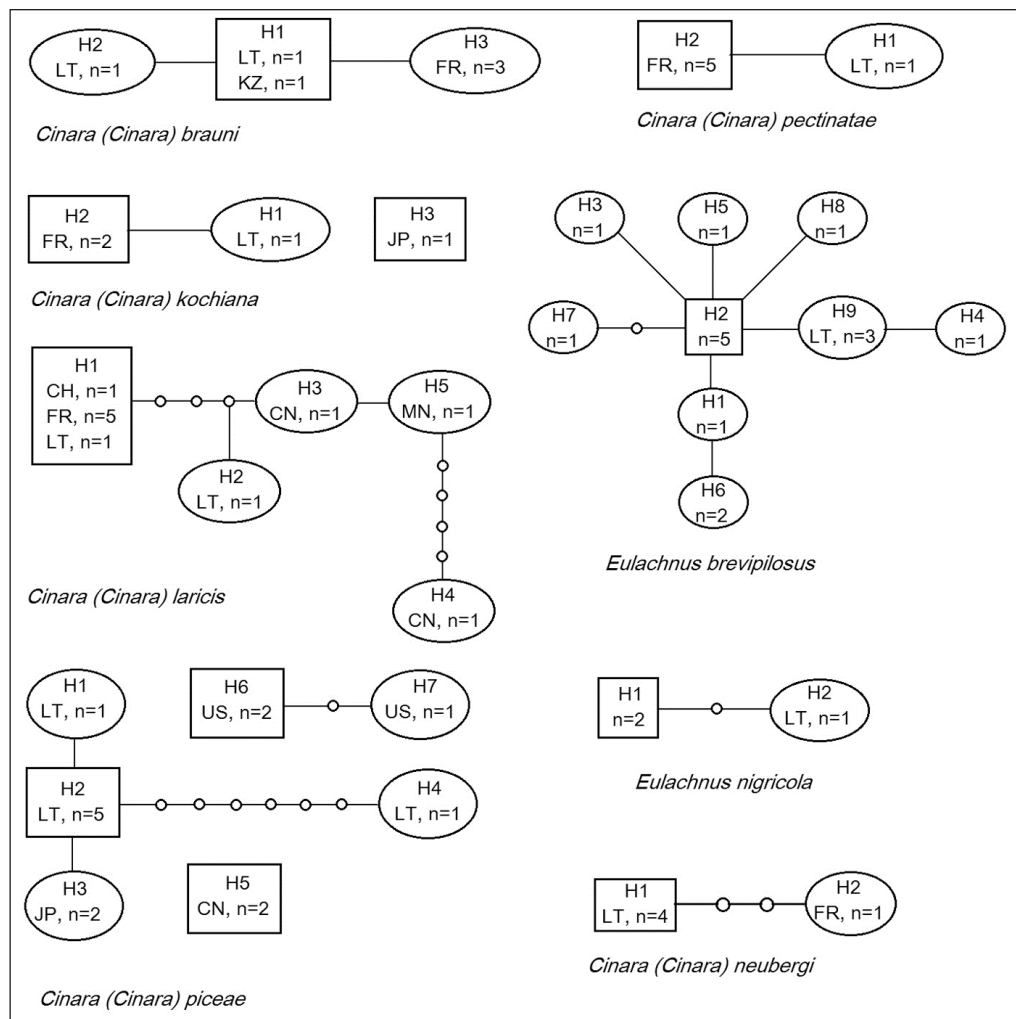 H2
LT, n=1
H1
LT, n=1
KZ, n=1
H3
FR, n=3
Cinara (Cinara) brauni
H2
FR, n=5
H1
LT, n=1
Cinara (Cinara) pectinatae
H2
FR, n=2
H1
LT, n=1
H3
JP, n=1
Cinara (Cinara) kochiana
H3
n=1
H5
n=1
H8
n=1
H7
n=1
H2
n=5
H9
LT, n=3
H4
n=1
H1
n=1
H6
n=2
Eulachnus brevipilosus
H1
CH, n=1
FR, n=5
LT, n=1
H3
CN, n=1
H5
MN, n=1
H2
LT, n=1
H4
CN, n=1
Cinara (Cinara) laricis
H1
LT, n=1
H6
US, n=2
H7
US, n=1
H2
LT, n=5
H4
LT, n=1
H3
JP, n=2
H5
CN, n=2
Cinara (Cinara) piceae
H1
n=2
H2
LT, n=1
Eulachnus nigricola
H1
LT, n=4
H2
FR, n=1
Cinara (Cinara) neubergi